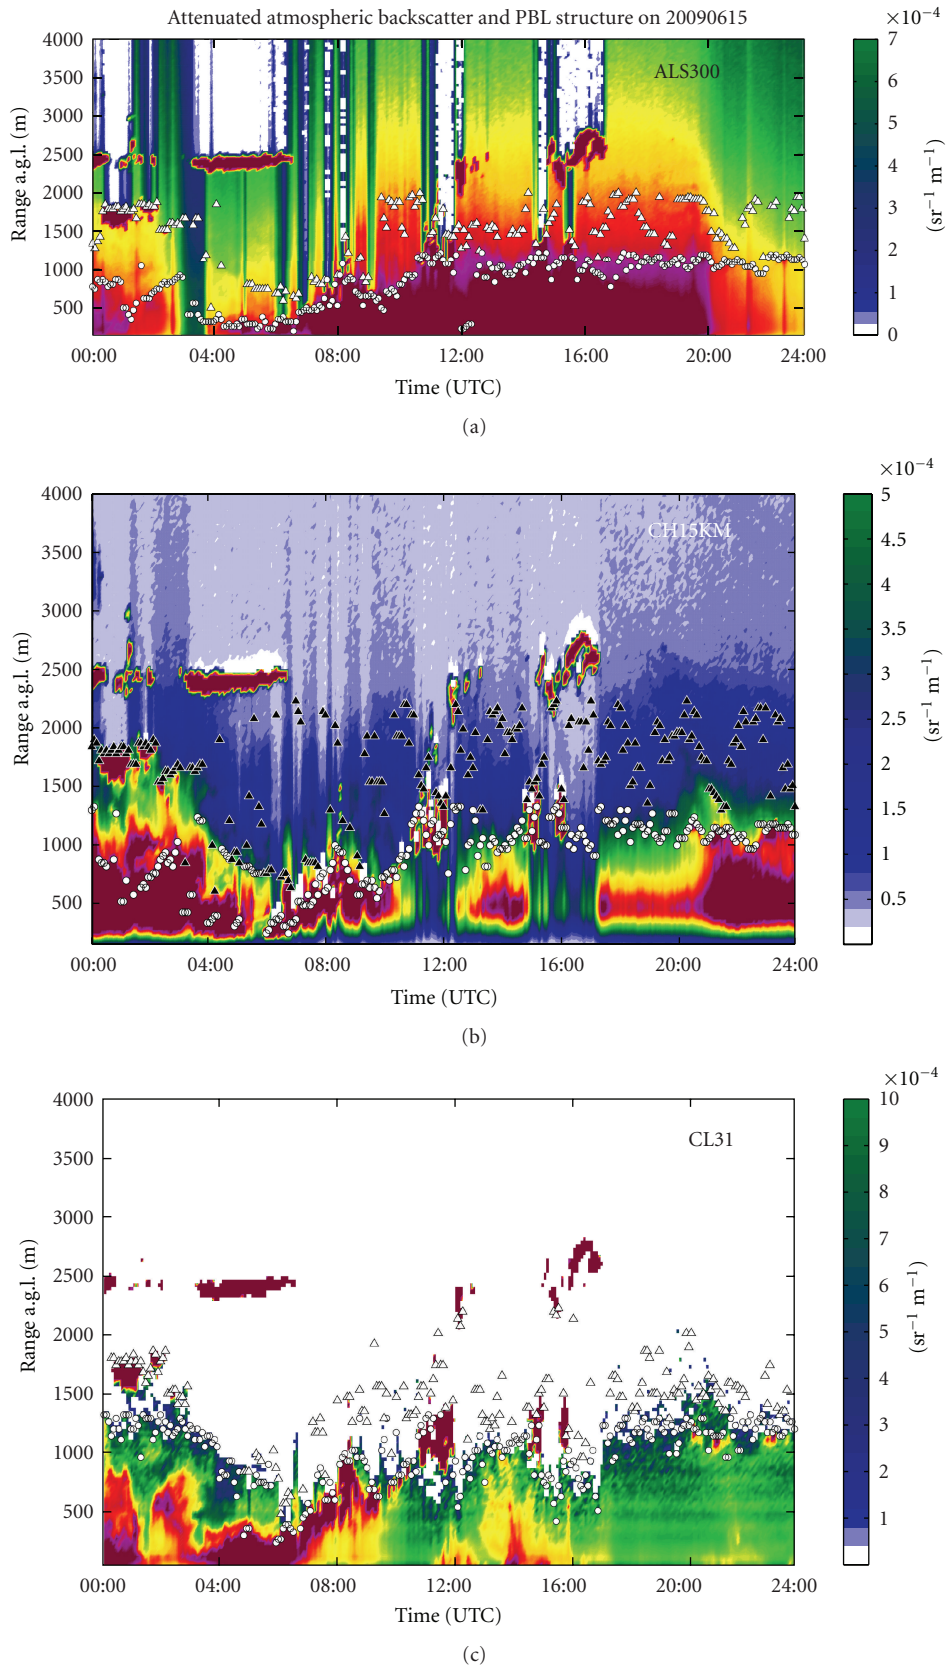 Attenuated atmospheric backscatter and PBL structure on 20090615
×10⁻⁴
4000
3500
3000
2500
2000
1500
1000
500
Range a.g.l. (m)
ALS300
7
6
5
4
3
2
1
0
(sr⁻¹ m⁻¹)
00:00 04:00 08:00 12:00 16:00 20:00 24:00
Time (UTC)
(a)
×10⁻⁴
4000
3500
3000
2500
2000
1500
1000
500
Range a.g.l. (m)
CH15KM
5
4.5
4
3.5
3
2.5
2
1.5
1
0.5
(sr⁻¹ m⁻¹)
00:00 04:00 08:00 12:00 16:00 20:00 24:00
Time (UTC)
(b)
×10⁻⁴
4000
3500
3000
2500
2000
1500
1000
500
Range a.g.l. (m)
CL31
10
9
8
7
6
5
4
3
2
1
(sr⁻¹ m⁻¹)
00:00 04:00 08:00 12:00 16:00 20:00 24:00
Time (UTC)
(c)